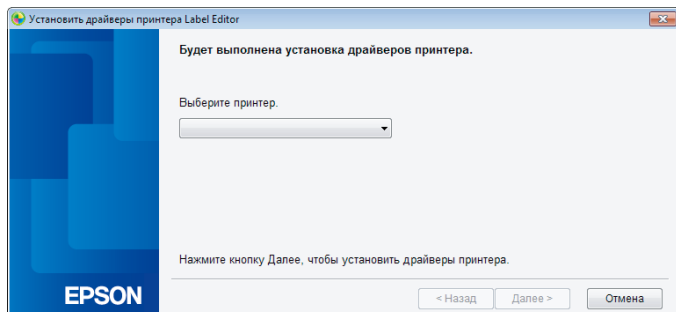 Установить драйверы принтера Label Editor
Будет выполнена установка драйверов принтера.
Выберите принтер.
Нажмите кнопку Далее, чтобы установить драйверы принтера.
EPSON
< Назад
Далее >
Отмена